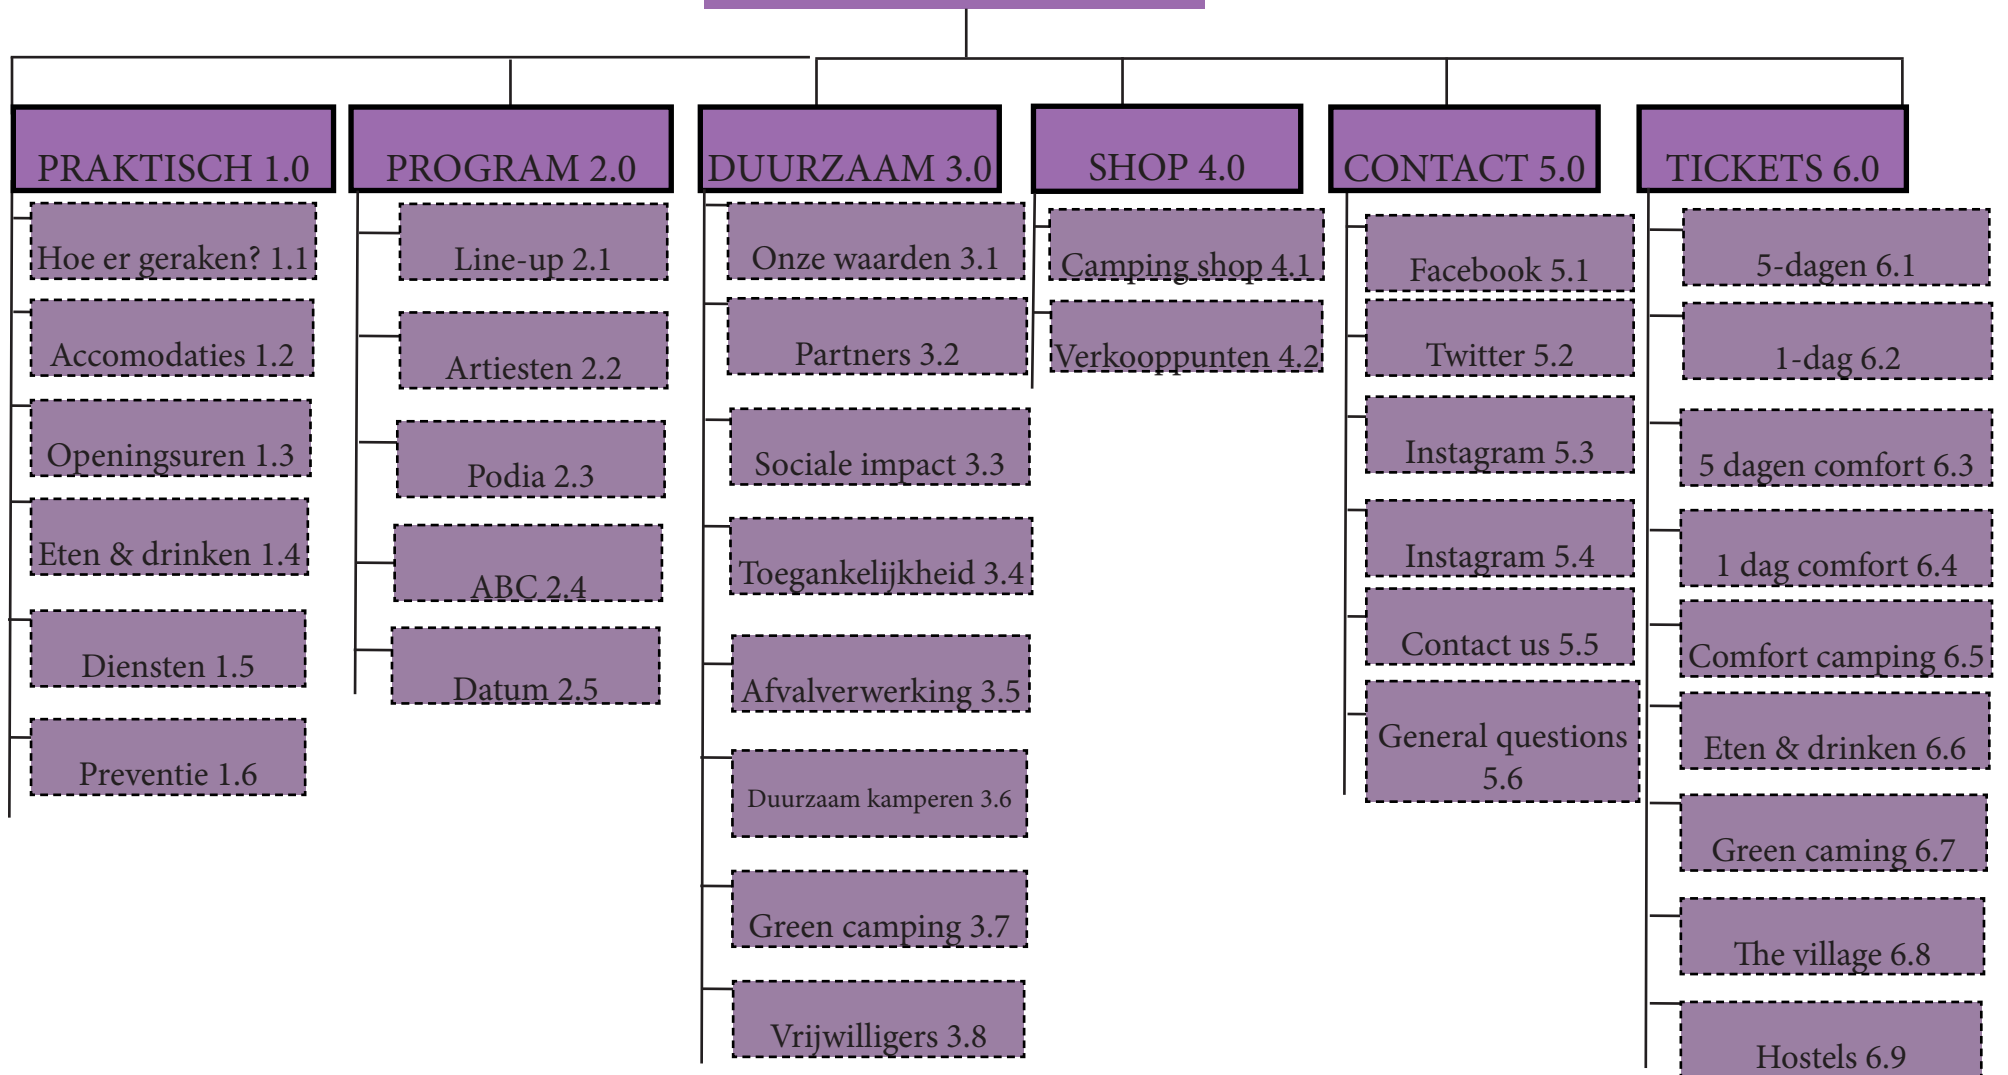 PRAKTISCH 1.0
Hoe er geraken? 1.1
Accomodaties 1.2
Openingsuren 1.3
Eten & drinken 1.4
Diensten 1.5
Preventie 1.6
PROGRAM 2.0
Line-up 2.1
Artiesten 2.2
Podia 2.3
ABC 2.4
Datum 2.5
DUURZAAM 3.0
Onze waarden 3.1
Partners 3.2
Sociale impact 3.3
Toegankelijkheid 3.4
Afvalverwerking 3.5
Duurzaam kamperen 3.6
Green camping 3.7
Vrijwilligers 3.8
SHOP 4.0
Camping shop 4.1
Verkooppunten 4.2
CONTACT 5.0
Facebook 5.1
Twitter 5.2
Instagram 5.3
Instagram 5.4
Contact us 5.5
General questions
5.6
TICKETS 6.0
5-dagen 6.1
1-dag 6.2
5 dagen comfort 6.3
1 dag comfort 6.4
Comfort camping 6.5
Eten & drinken 6.6
Green caming 6.7
The village 6.8
Hostels 6.9